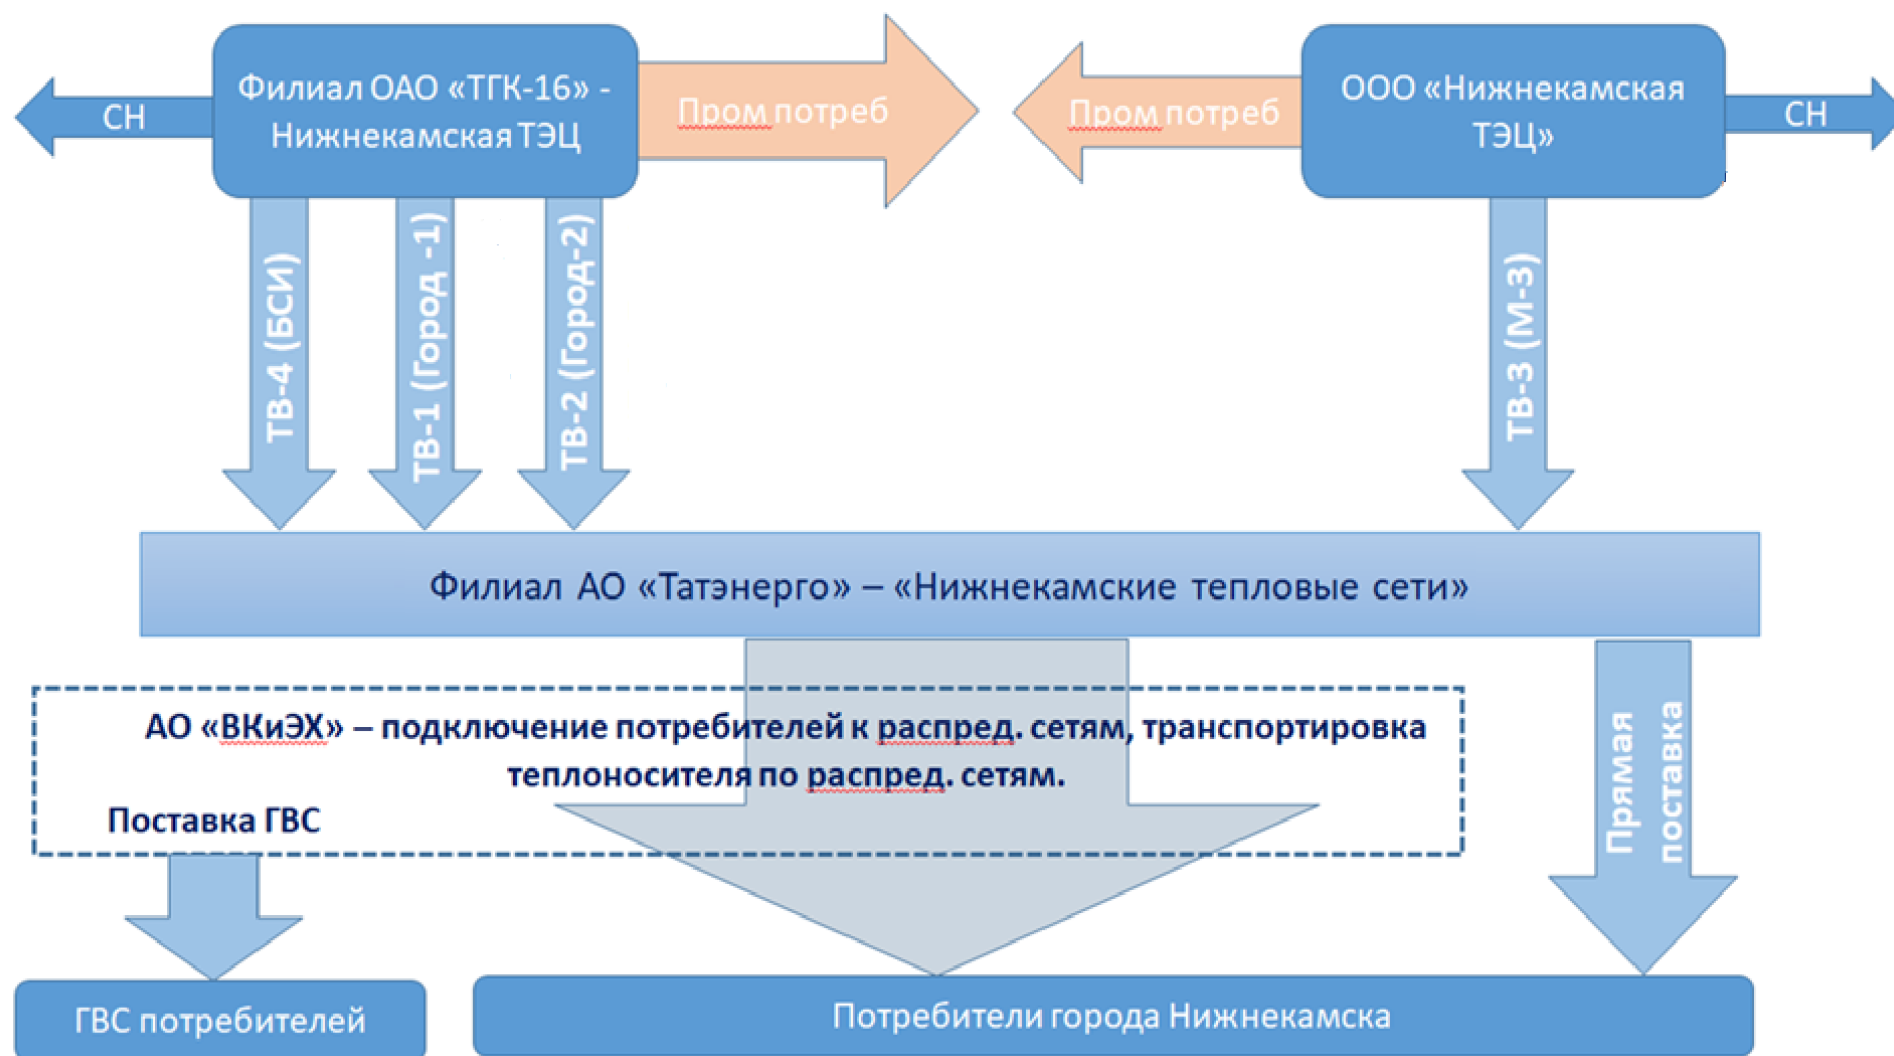 Филиал ОАО «ТГК-16» -
Нижнекамская ТЭЦ
ООО «Нижнекамская
ТЭЦ»
СН
Пром потреб
Пром потреб
СН
ТВ-4 (БСИ)
ТВ-1 (Город -1)
ТВ-2 (Город-2)
ТВ-3 (М-3)
Филиал АО «Татэнерго» – «Нижнекамские тепловые сети»
АО «ВКиЭХ» – подключение потребителей к распред. сетям, транспортировка
теплоносителя по распред. сетям.
Поставка ГВС
Прямая
поставка
ГВС потребителей
Потребители города Нижнекамска